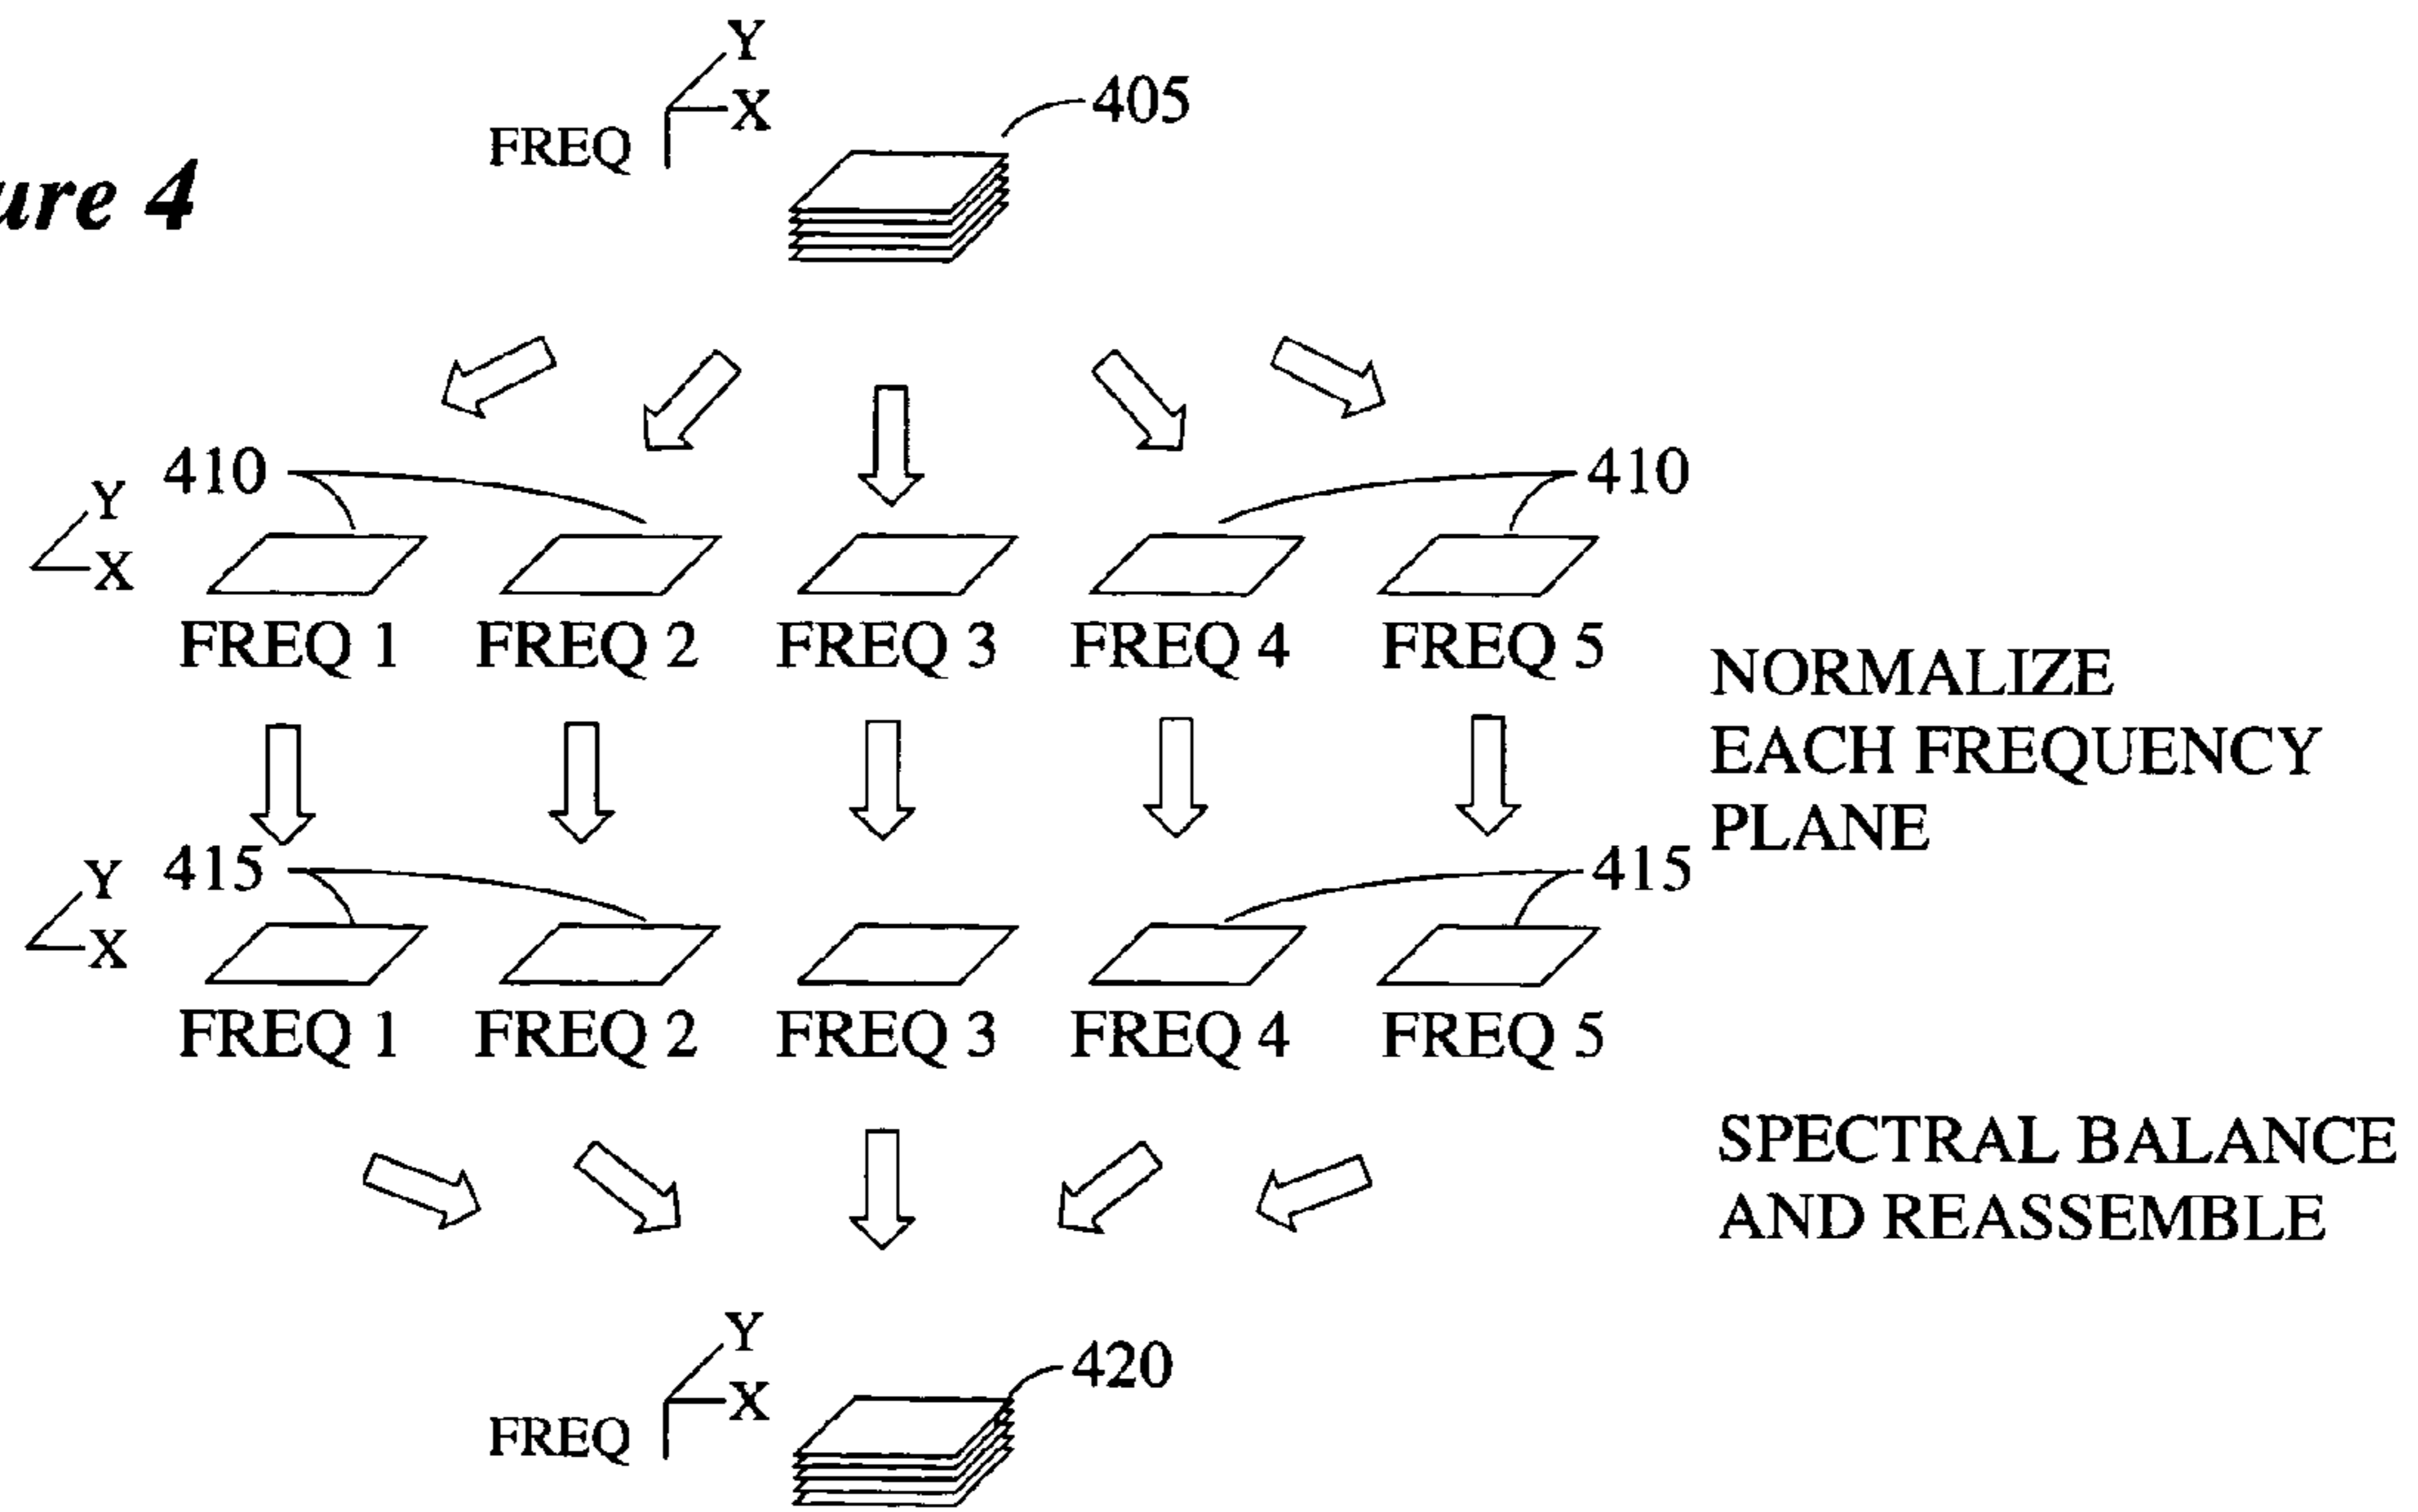 Y
X
405
FREQ
ure 4
410
410
Y
X
FREQ 1 FREQ 2 FREQ 3 FREQ 4 FREQ 5
NORMALIZE
EACH FREQUENCY
PLANE
415
415
Y
X
FREQ 1 FREQ 2 FREQ 3 FREQ 4 FREQ 5
SPECTRAL BALANCE
AND REASSEMBLE
Y
X
420
FREQ